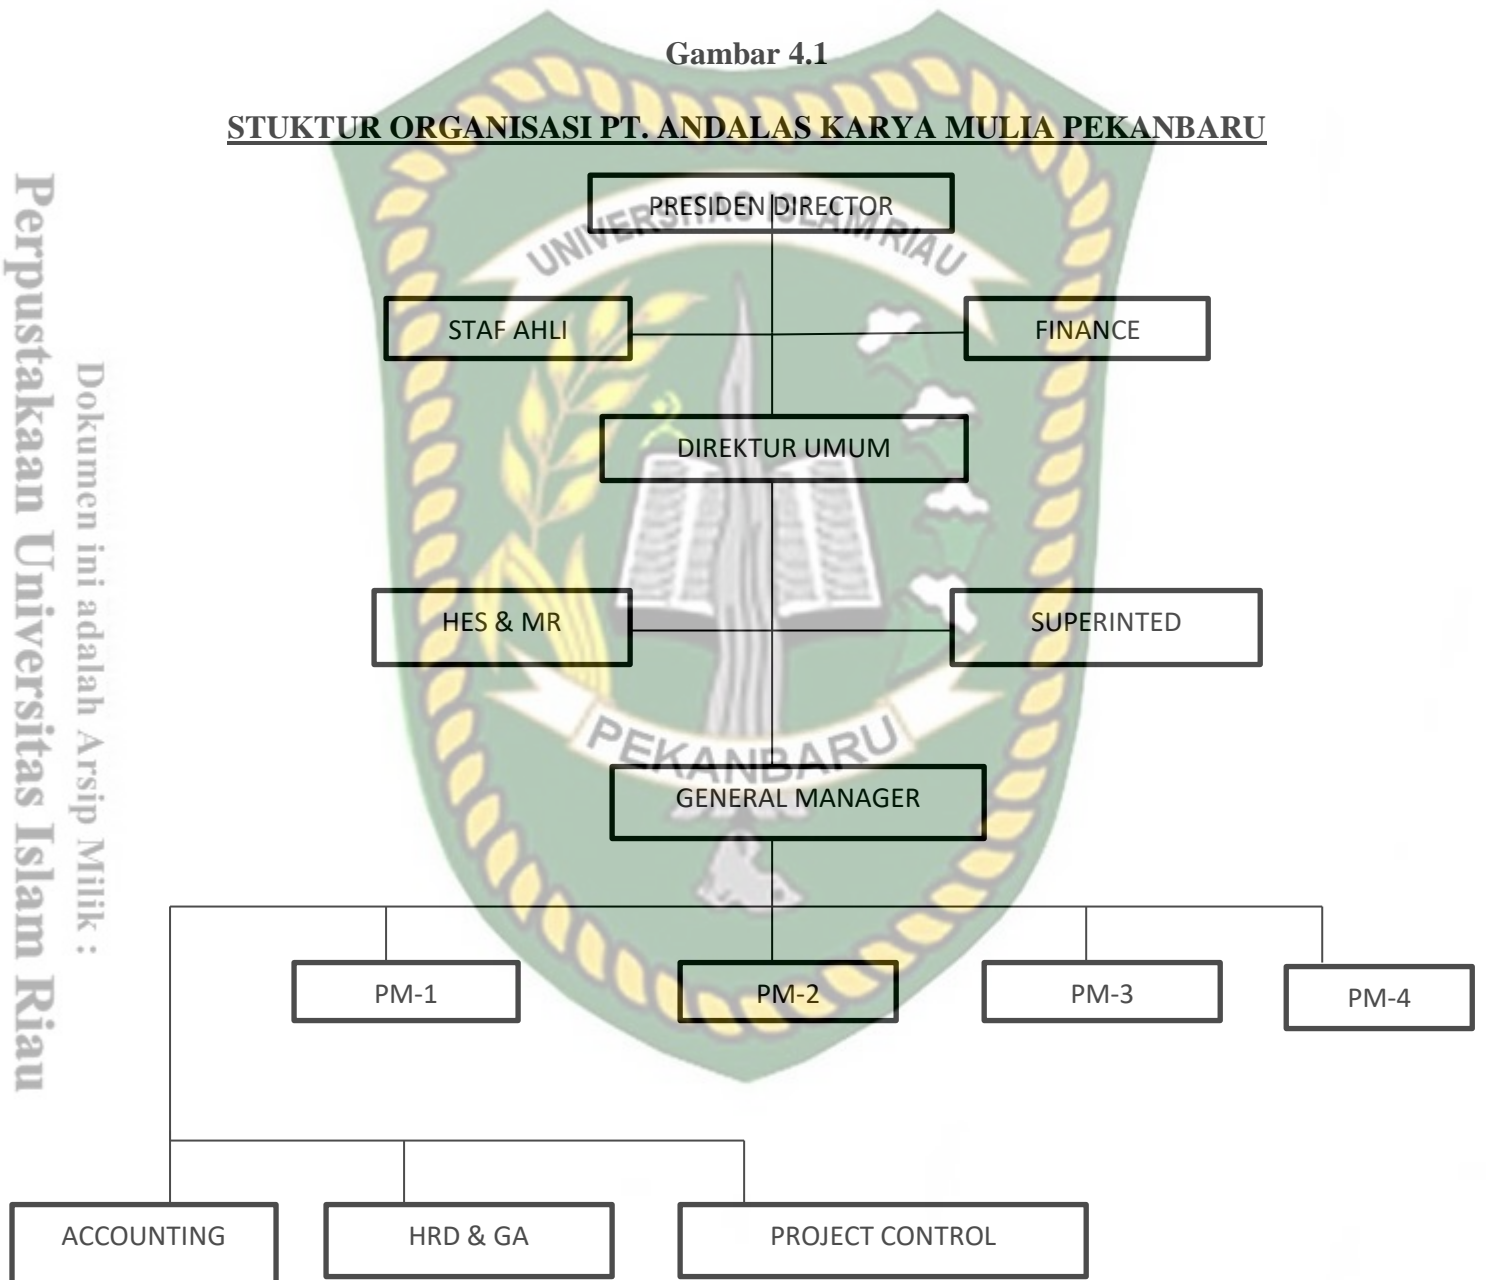 Gambar 4.1
STUKTUR ORGANISASI PT. ANDALAS KARYA MULIA PEKANBARU
PRESIDEN DIRECTOR
UNIVERSITAS ISLAM RIAU
STAF AHLI
FINANCE
DIREKTUR UMUM
HES & MR
SUPERINTED
PEKANBARU
GENERAL MANAGER
PM-1
PM-2
PM-3
PM-4
ACCOUNTING
HRD & GA
PROJECT CONTROL
Dokumen ini adalah Arsip Milik :
Perpustakaan Universitas Islam Riau